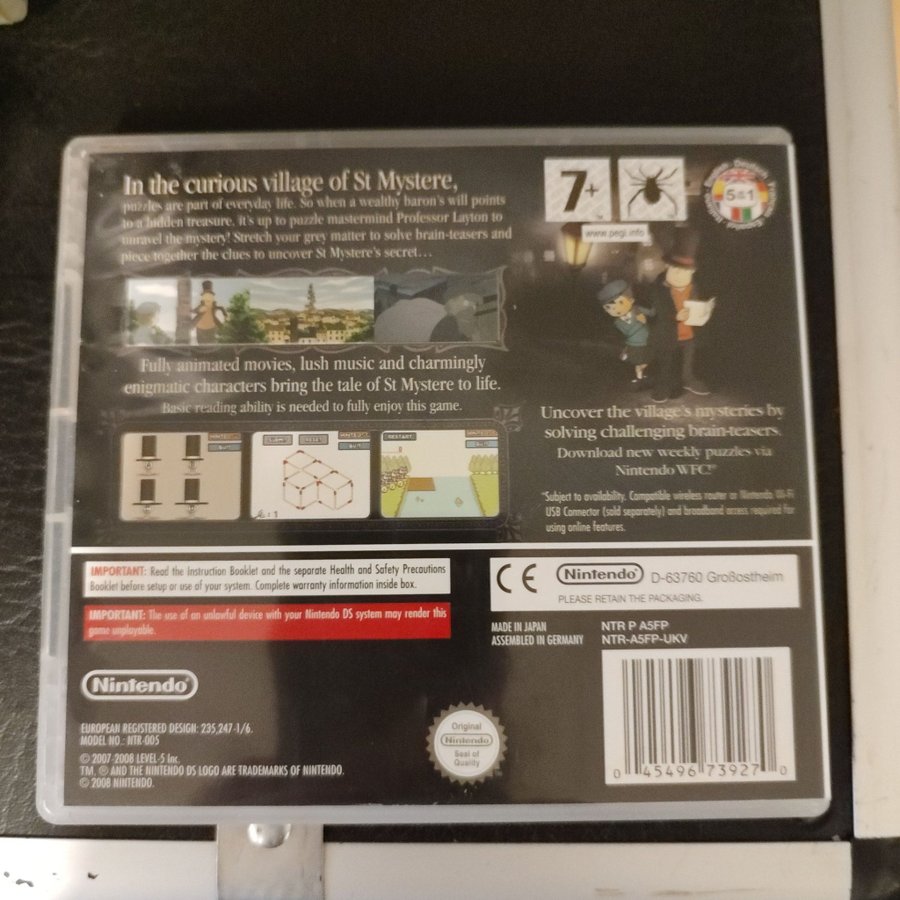 In the curious village of St Mystere,
puzzles are part of everyday life. So when a wealthy baron's will points
to a hidden treasure, it's up to puzzle mastermind Professor Layton to
unravel the mystery! Stretch your grey matter to solve brain-teasers and
piece together the clues to uncover St Mystere's secret…
7+
www.pegi.info
5in1
Fully animated movies, lush music and charmingly
enigmatic characters bring the tale of St Mystere to life.
Basic reading ability is needed to fully enjoy this game.
RESTART
QUIT
Uncover the village's mysteries by
solving challenging brain-teasers.
Download new weekly puzzles via
Nintendo WFC!*
*Subject to availability. Compatible wireless router or Nintendo Wi-Fi
USB Connector (sold separately) and broadband access required for
using online features.
IMPORTANT: Read the Instruction Booklet and the separate Health and Safety Precautions
Booklet before setup or use of your system. Complete warranty information inside box.
IMPORTANT: The use of an unlawful device with your Nintendo DS system may render this
game unplayable.
CE Nintendo® D-63760 Großostheim
PLEASE RETAIN THE PACKAGING.
MADE IN JAPAN
ASSEMBLED IN GERMANY
NTR P A5FP
NTR-A5FP-UKV
Nintendo®
EUROPEAN REGISTERED DESIGN: 235,247-1/6.
MODEL NO.: NTR-005
© 2007-2008 LEVEL-5 Inc.
TM, ® AND THE NINTENDO DS LOGO ARE TRADEMARKS OF NINTENDO.
© 2008 NINTENDO.
Original
Nintendo
Seal of
Quality
0 45496 73927 0